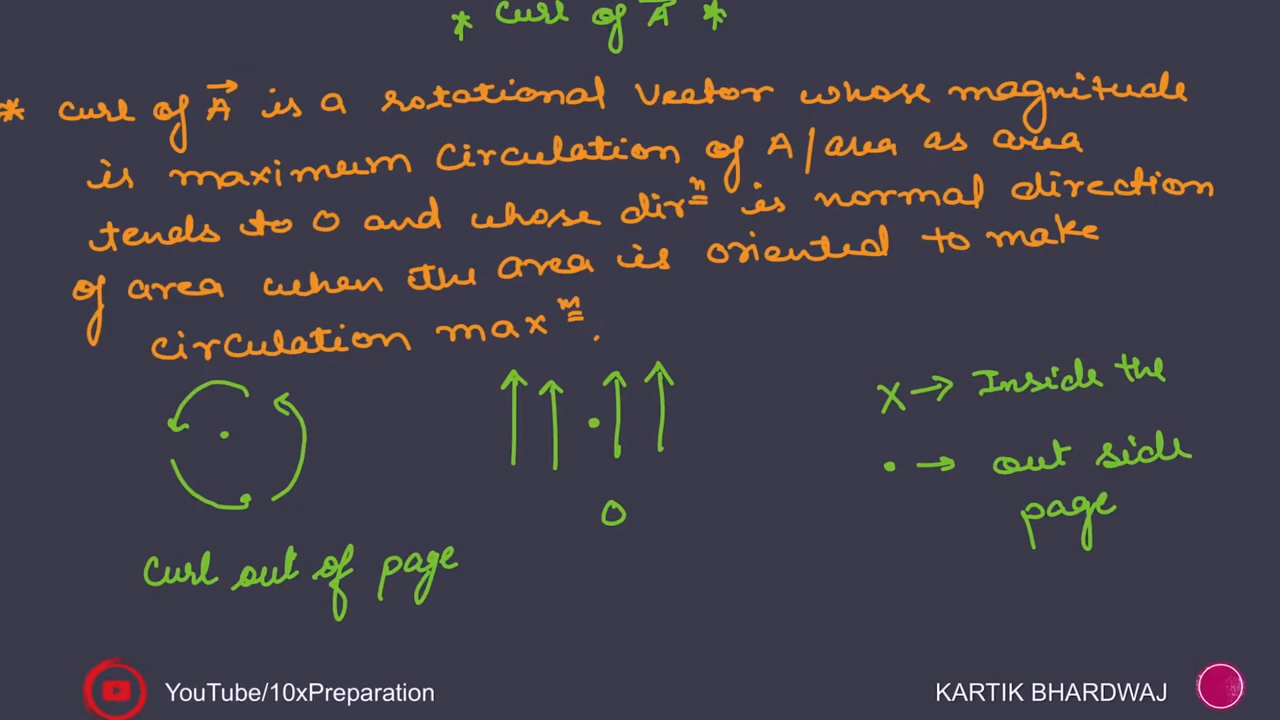 * Curl of A *
* Curl of A is a rotational vector whose magnitude
is maximum circulation of A/area as area
tends to 0 and whose dirⁿ is normal direction
of area when the area is oriented to make
circulation maxᵐ.
X → Inside the
• → out side
page
0
Curl out of page
YouTube/10xPreparation
KARTIK BHARDWAJ